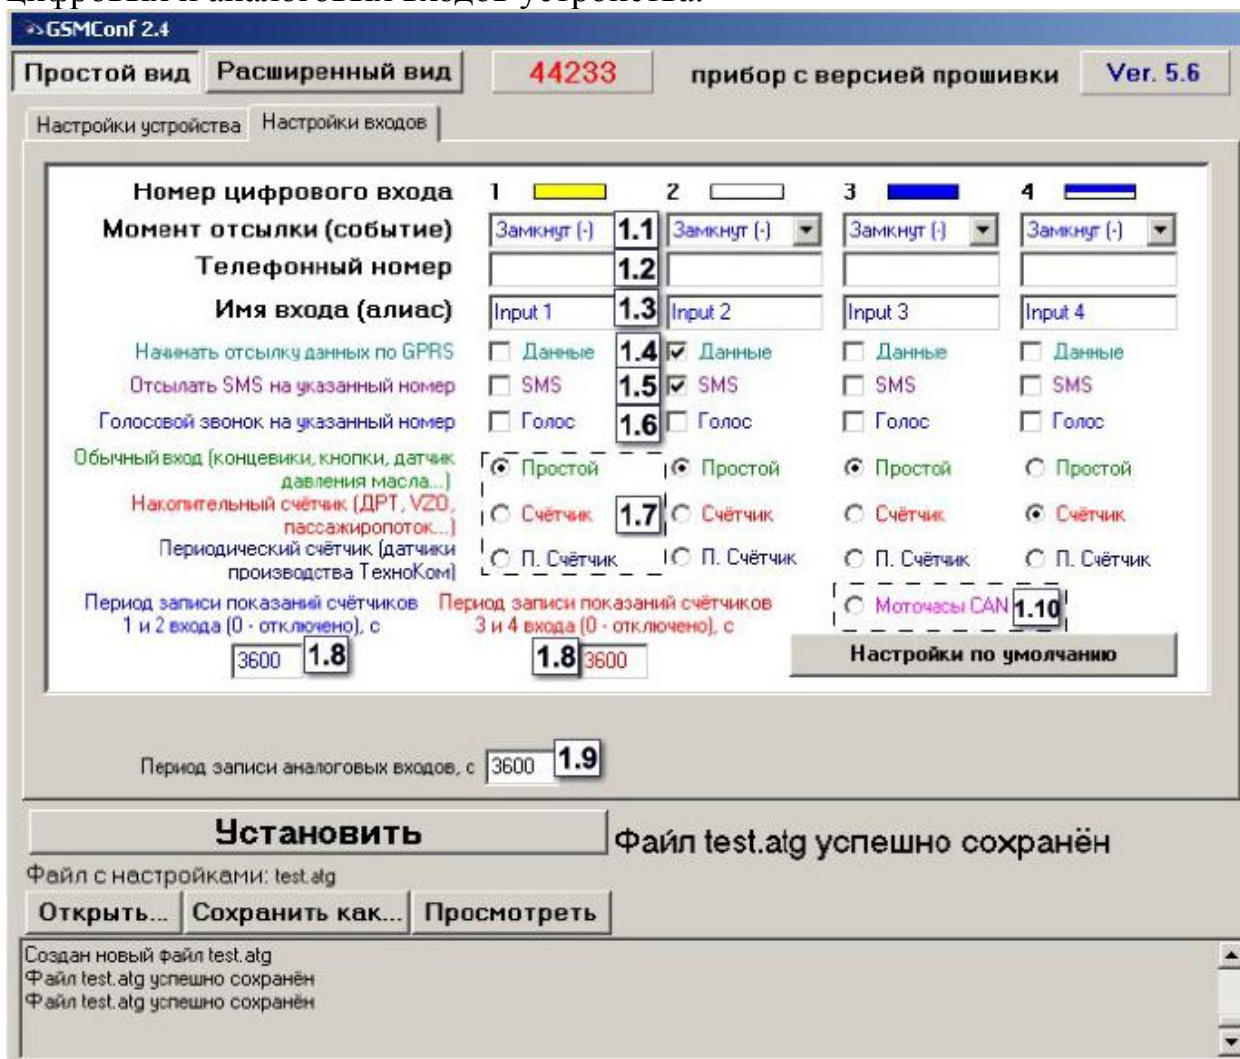 цифровых и аналоговых входов устройства.
GSMConf 2.4
Простой вид Расширенный вид 44233 прибор с версией прошивки Ver. 5.6
Настройки устройства Настройки входов
Номер цифрового входа 1 2 3 4
Момент отсылки (событие) Замкнут (-) 1.1 Замкнут (-) Замкнут (-) Замкнут (-)
Телефонный номер 1.2
Имя входа (алиас) Input 1 1.3 Input 2 Input 3 Input 4
Начинать отсылку данных по GPRS Данные 1.4 Данные Данные Данные
Отсылать SMS на указанный номер SMS 1.5 SMS SMS SMS
Голосовой звонок на указанный номер Голос 1.6 Голос Голос Голос
Обычный вход (концевики, кнопки, датчик
давления масла...) Простой Простой Простой Простой
Накопительный счётчик (ДРТ, VZO,
пассажиропоток...) Счётчик 1.7 Счётчик Счётчик Счётчик
Периодический счётчик (датчики
производства ТехноКом) П. Счётчик П. Счётчик П. Счётчик П. Счётчик
Период записи показаний счётчиков Период записи показаний счётчиков Моточасы CAN 1.10
1 и 2 входа (0 - отключено), с 3 и 4 входа (0 - отключено), с
3600 1.8 1.8 3600 Настройки по умолчанию
Период записи аналоговых входов, с 3600 1.9
Установить Файл test.atg успешно сохранён
Файл с настройками: test.atg
Открыть... Сохранить как... Просмотреть
Создан новый файл test.atg
Файл test.atg успешно сохранён
Файл test.atg успешно сохранён